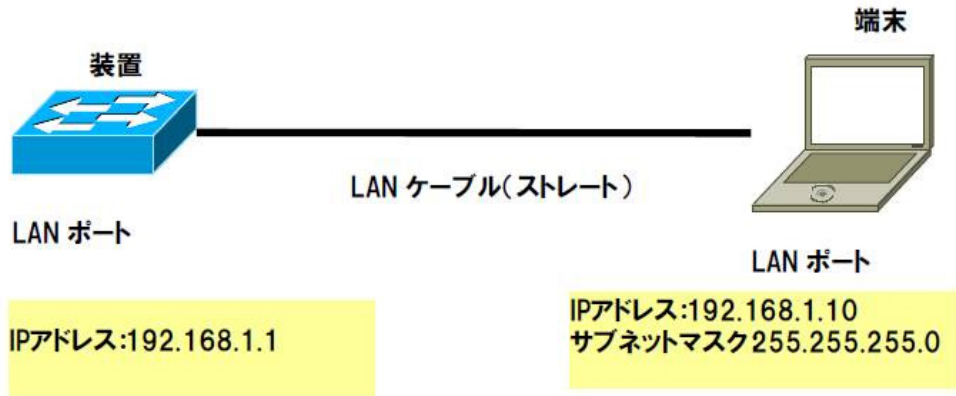 端末
装置
LAN ケーブル(ストレート)
LAN ポート
LAN ポート
IPアドレス:192.168.1.1
IPアドレス:192.168.1.10
サブネットマスク255.255.255.0